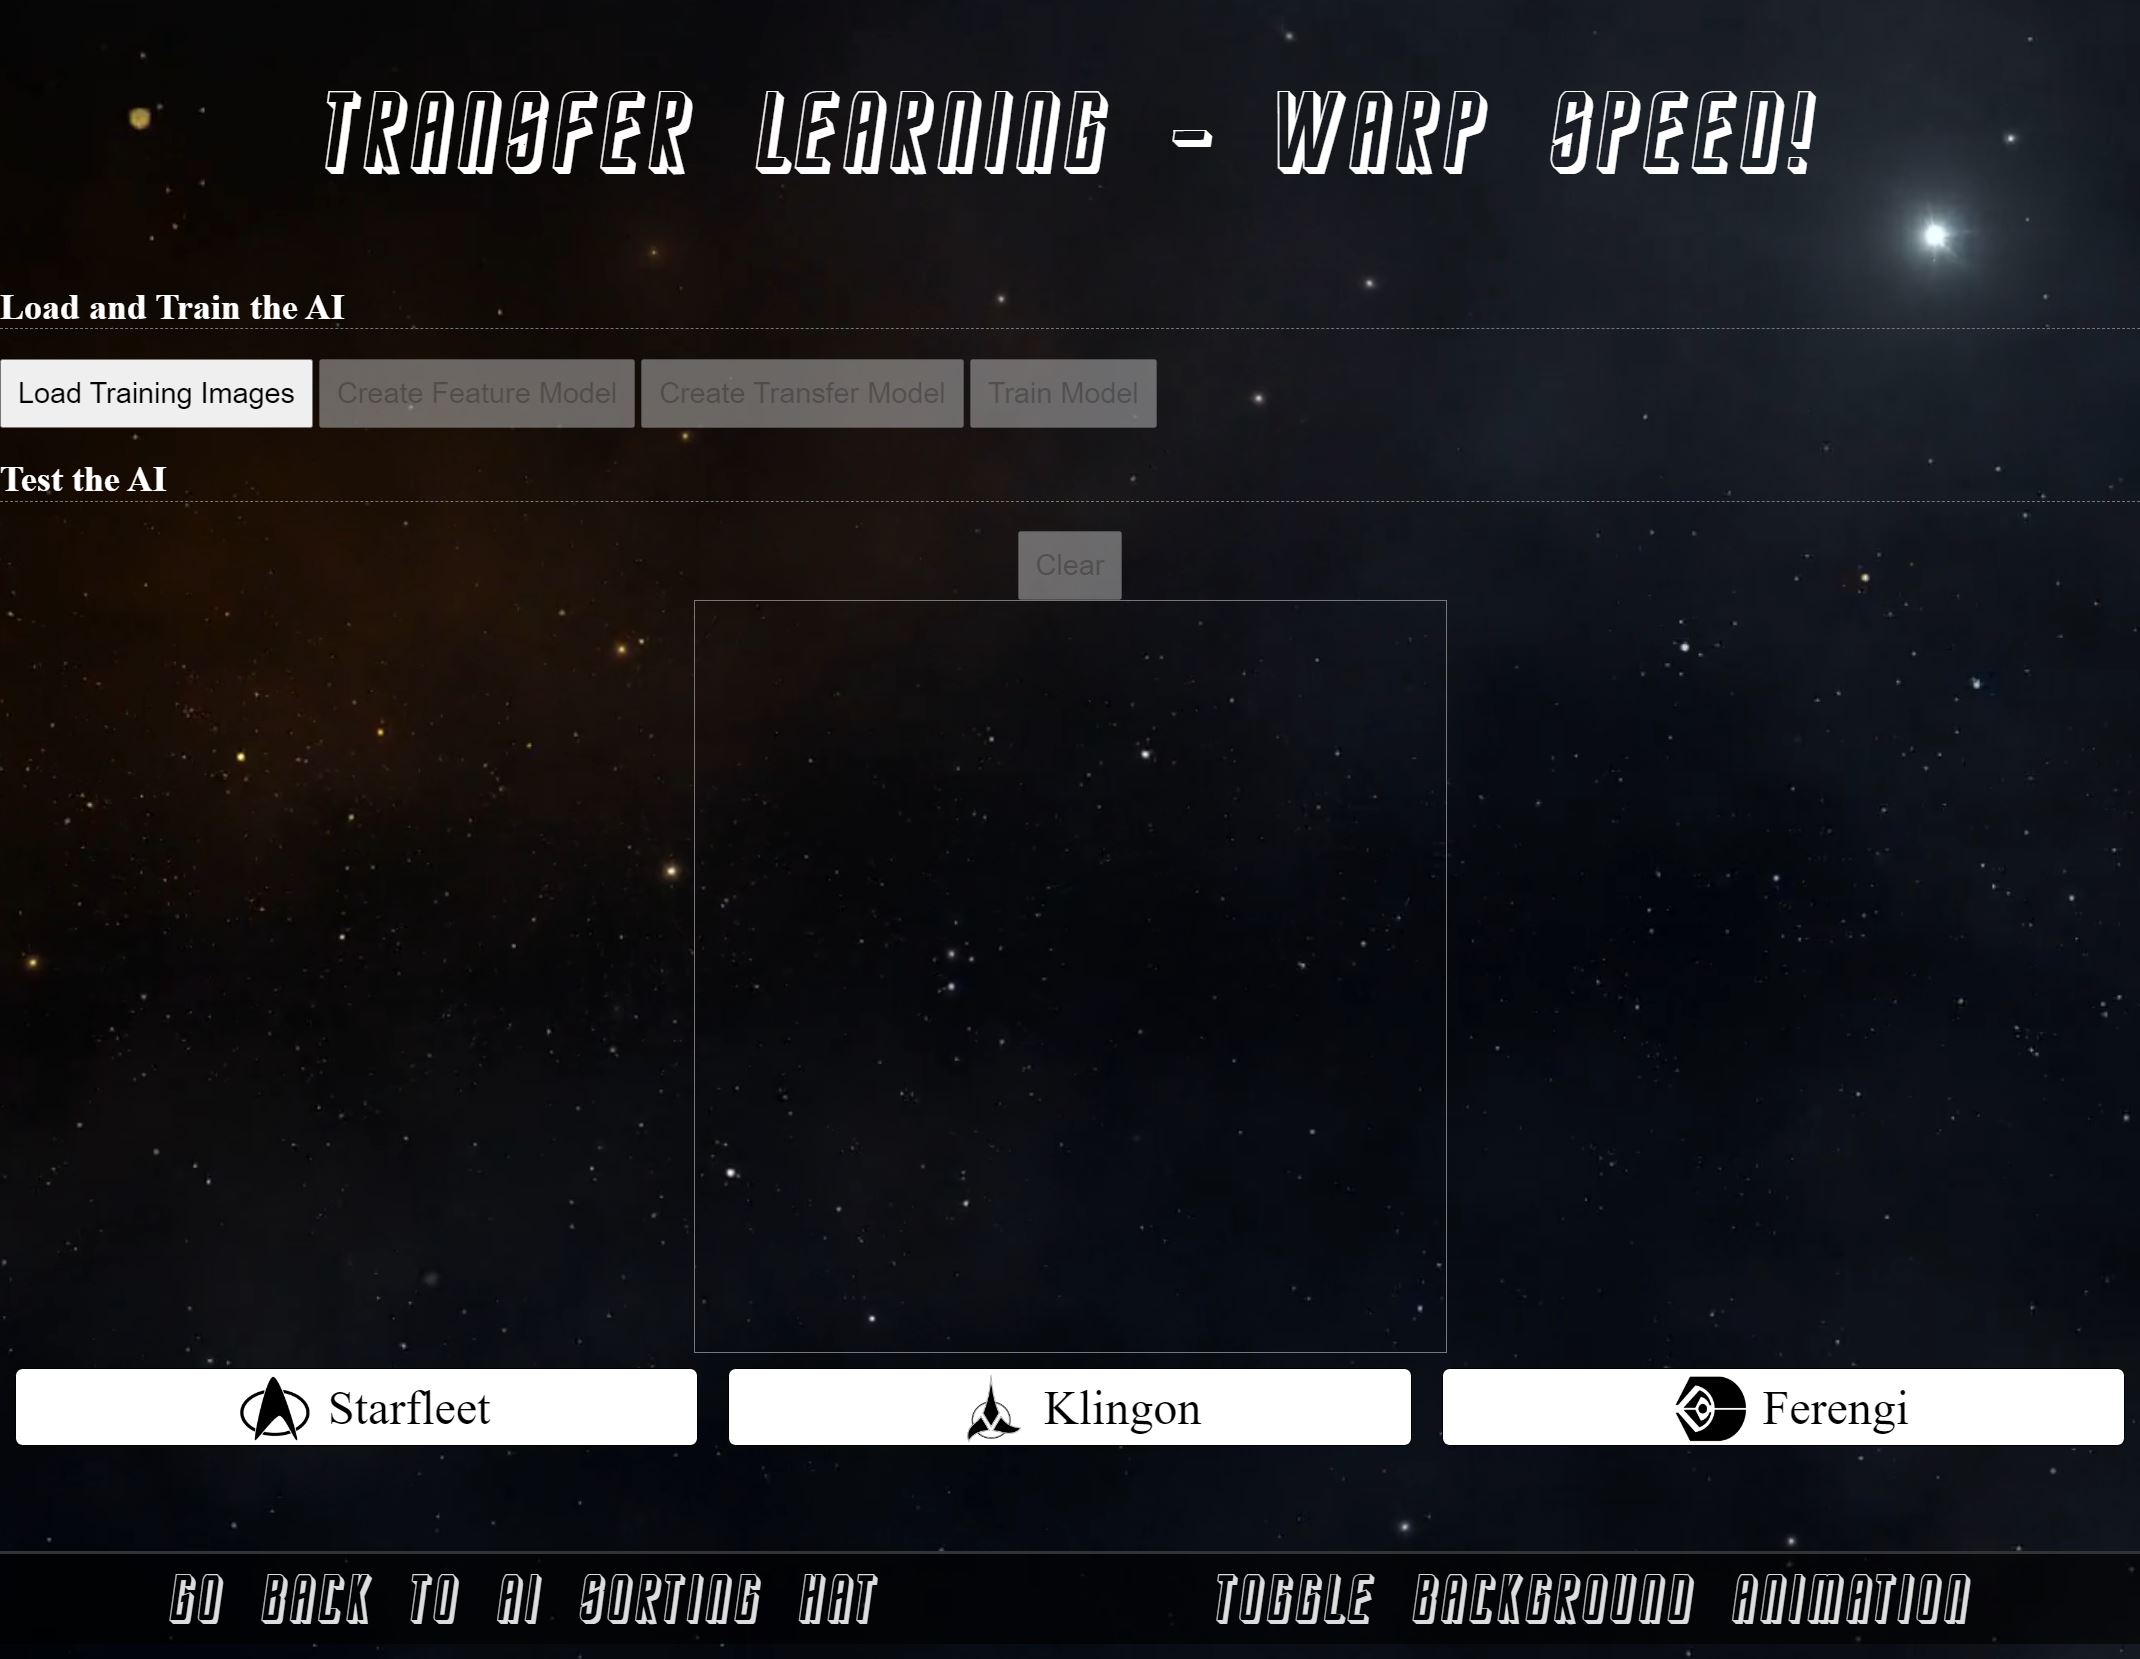 TRANSFER LEARNING - WARP SPEED!
Load and Train the AI
Load Training Images Create Feature Model Create Transfer Model Train Model
Test the AI
Clear
Starfleet Klingon Ferengi
GO BACK TO AI SORTING HAT TOGGLE BACKGROUND ANIMATION